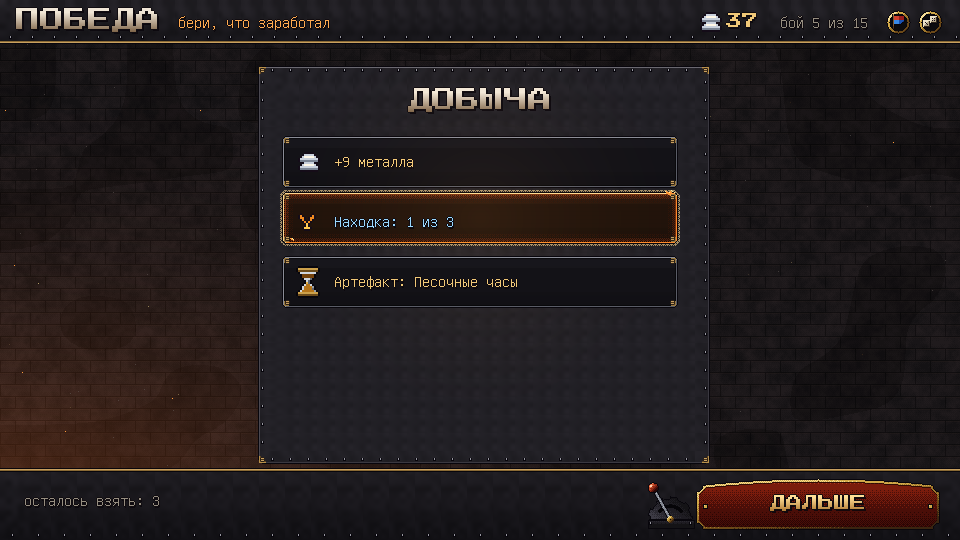 ПОБЕДА бери, что заработал 37 бой 5 из 15
ДОБЫЧА
+9 металла
Находка: 1 из 3
Артефакт: Песочные часы
осталось взять: 3
ДАЛЬШЕ